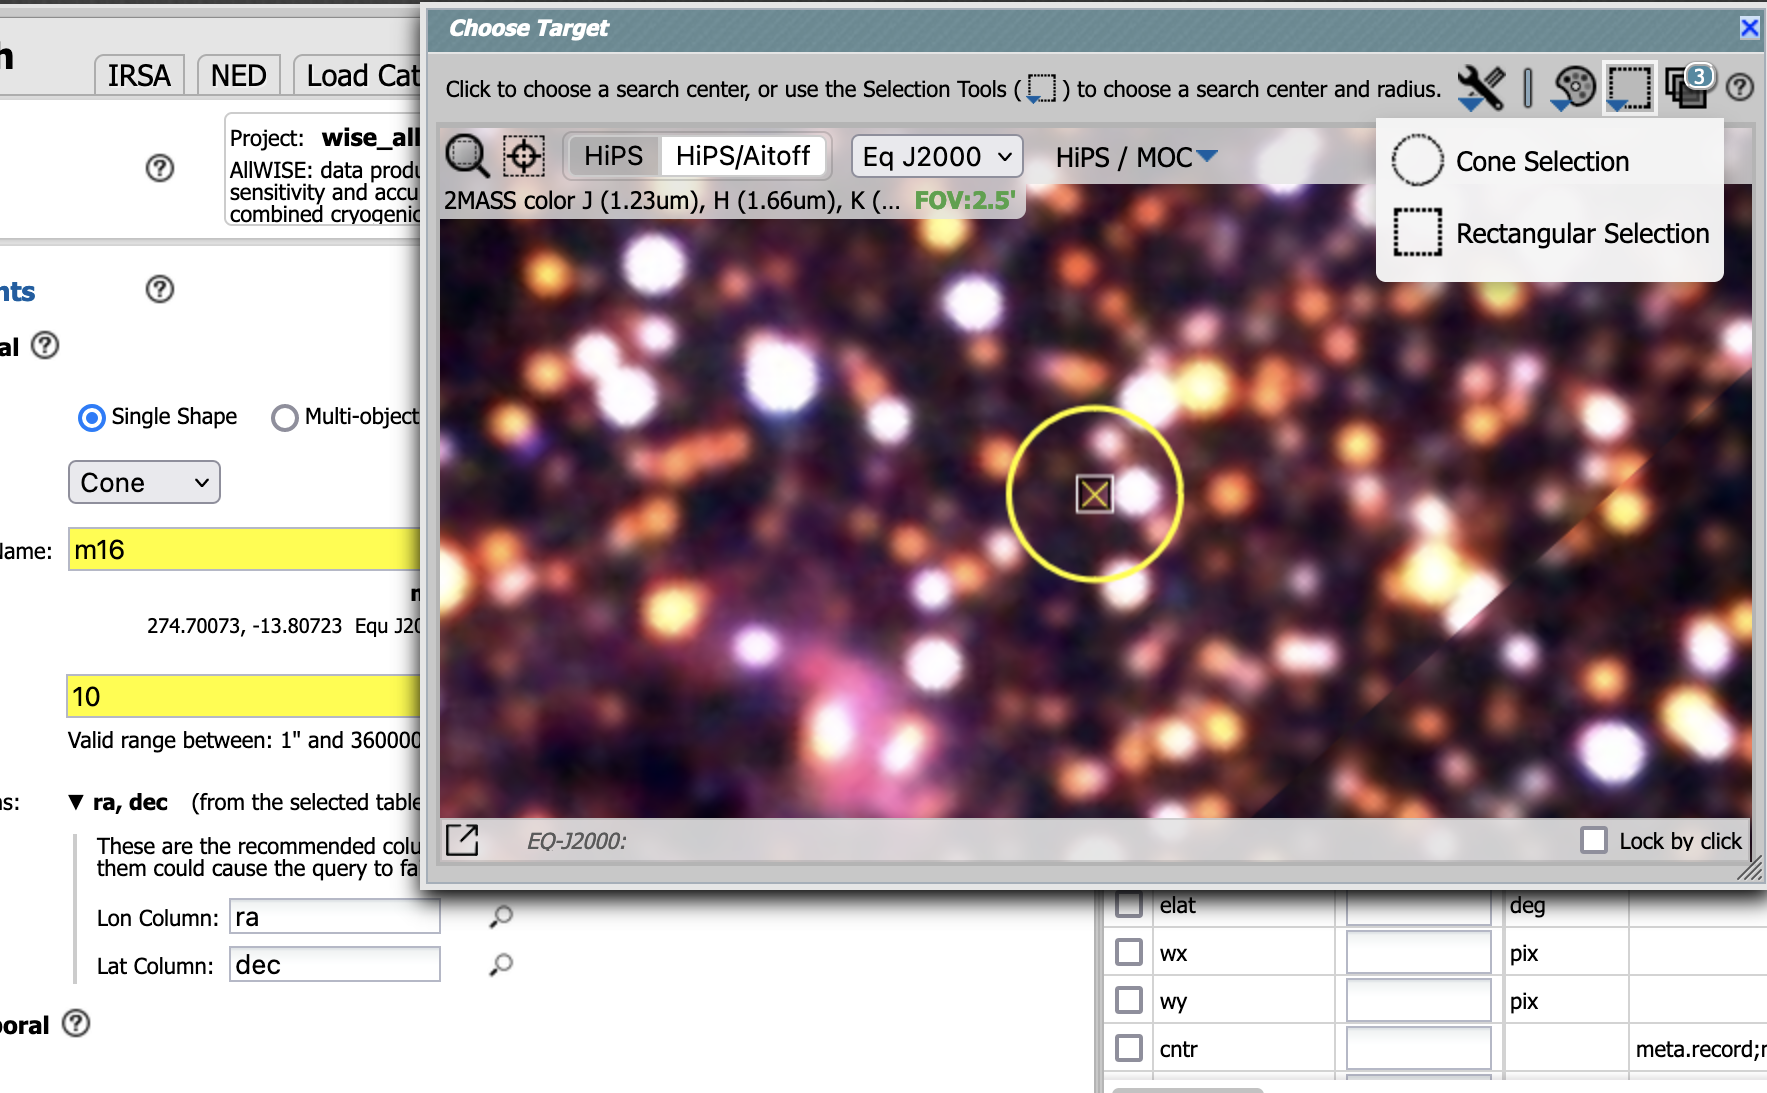 Choose Target
Click to choose a search center, or use the Selection Tools ( ) to choose a search center and radius.
3
Cone Selection
Rectangular Selection
HiPS
HiPS/Aitoff
Eq J2000
HiPS / MOC
2MASS color J (1.23um), H (1.66um), K (... FOV:2.5'
EQ-J2000:
Lock by click
h
IRSA
NED
Load Cat
Project: wise_all
AllWISE: data produ
sensitivity and accu
combined cryogenic
nts
al
Single Shape
Multi-object
Cone
Name:
m16
274.70073, -13.80723 Equ J20
10
Valid range between: 1" and 360000
ns:
▼ ra, dec (from the selected table
These are the recommended colu
them could cause the query to fa
Lon Column: ra
Lat Column: dec
poral
elat deg
wx pix
wy pix
cntr meta.record;